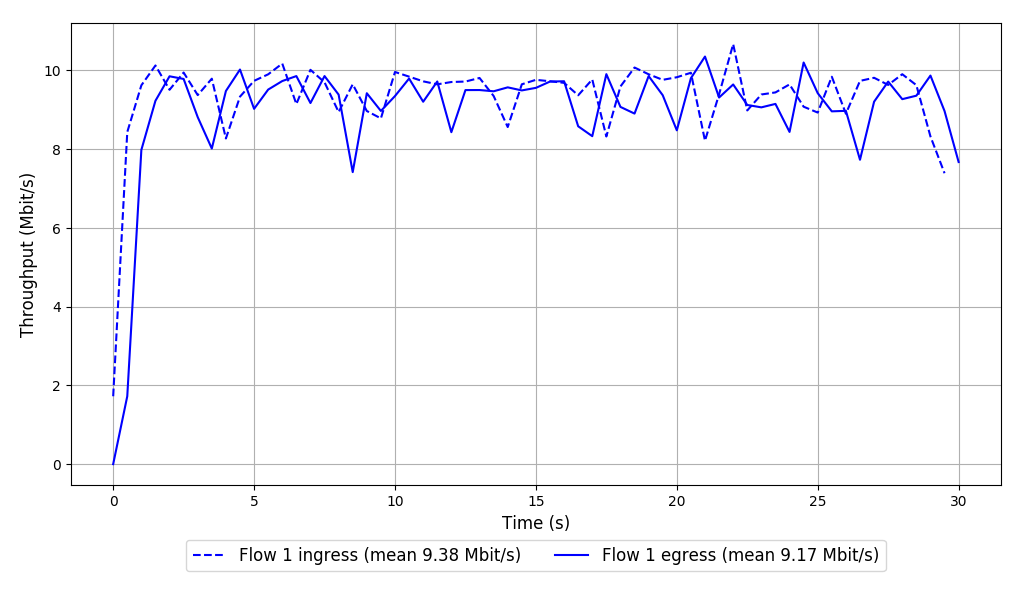 10
8
6
4
2
0
Throughput (Mbit/s)
0 5 10 15 20 25 30
Time (s)
Flow 1 ingress (mean 9.38 Mbit/s) Flow 1 egress (mean 9.17 Mbit/s)